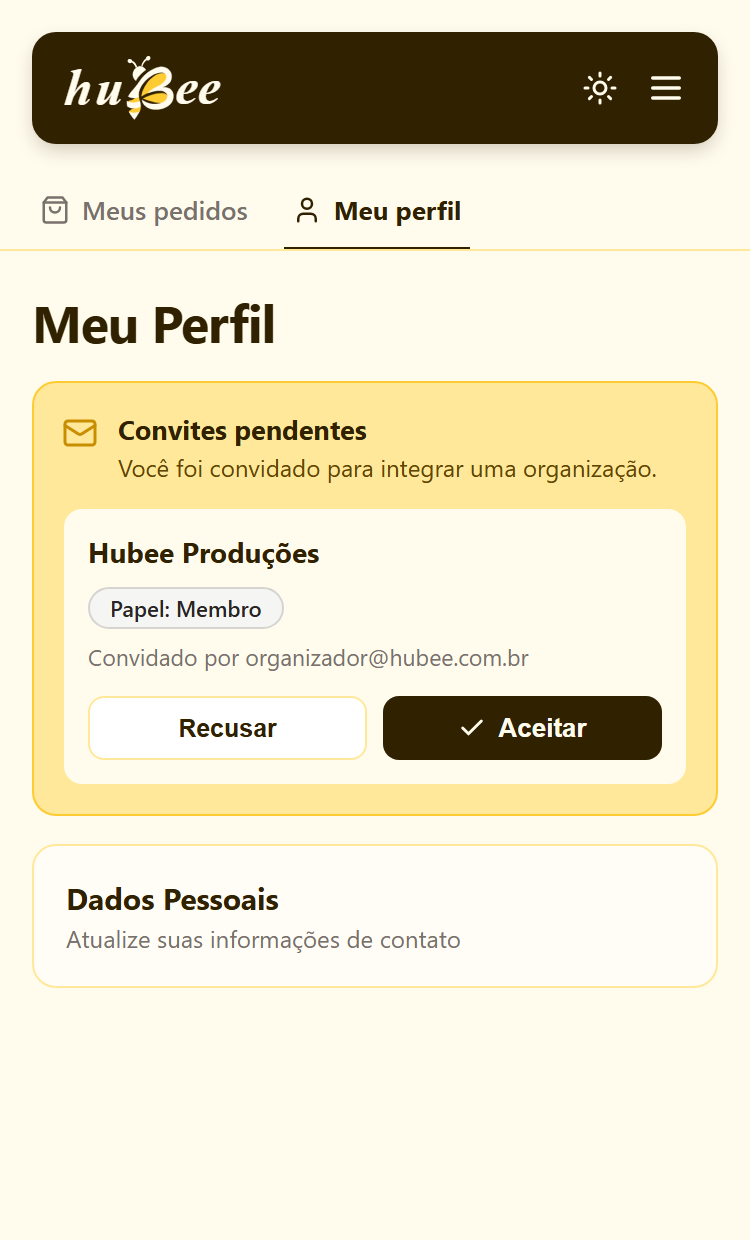 huBee
Meus pedidos
Meu perfil
Meu Perfil
Convites pendentes
Você foi convidado para integrar uma organização.
Hubee Produções
Papel: Membro
Convidado por organizador@hubee.com.br
Recusar
Aceitar
Dados Pessoais
Atualize suas informações de contato